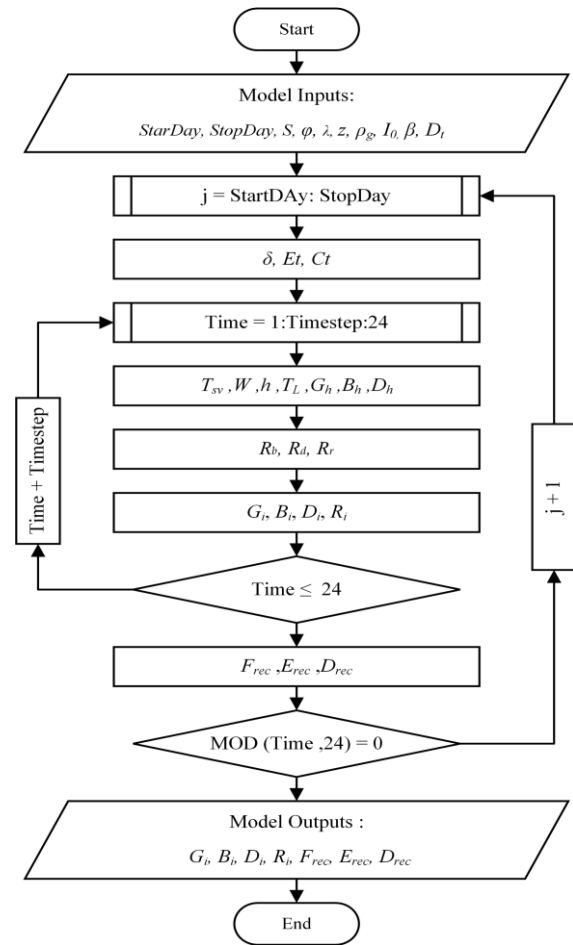 Start
Model Inputs:
StarDay, StopDay, S, φ, λ, z, ρg, I0, β, Dt
j = StartDAy: StopDay
δ, Et, Ct
Time = 1:Timestep:24
Tsv ,W ,h ,TL ,Gh ,Bh ,Dh
Rb, Rd, Rr
Gi, Bi, Di, Ri
Time + Timestep
j + 1
Time ≤ 24
Frec ,Erec ,Drec
MOD (Time ,24) = 0
Model Outputs :
Gi, Bi, Di, Ri, Frec, Erec, Drec
End